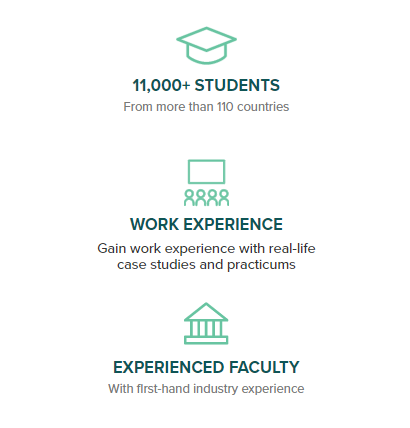 11,000+ STUDENTS
From more than 110 countries
WORK EXPERIENCE
Gain work experience with real-life
case studies and practicums
EXPERIENCED FACULTY
With first-hand industry experience